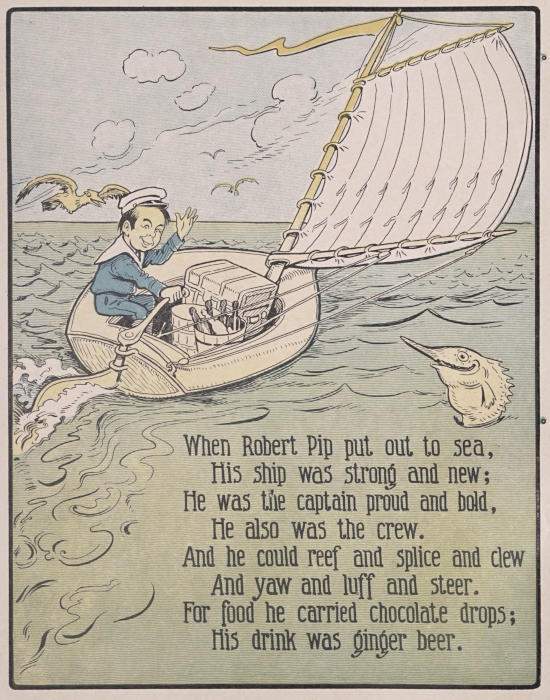 When Robert Pip put out to sea,
His ship was strong and new;
He was the captain proud and bold,
He also was the crew.
And he could reef and splice and clew
And yaw and luff and steer.
For food he carried chocolate drops;
His drink was ginger beer.